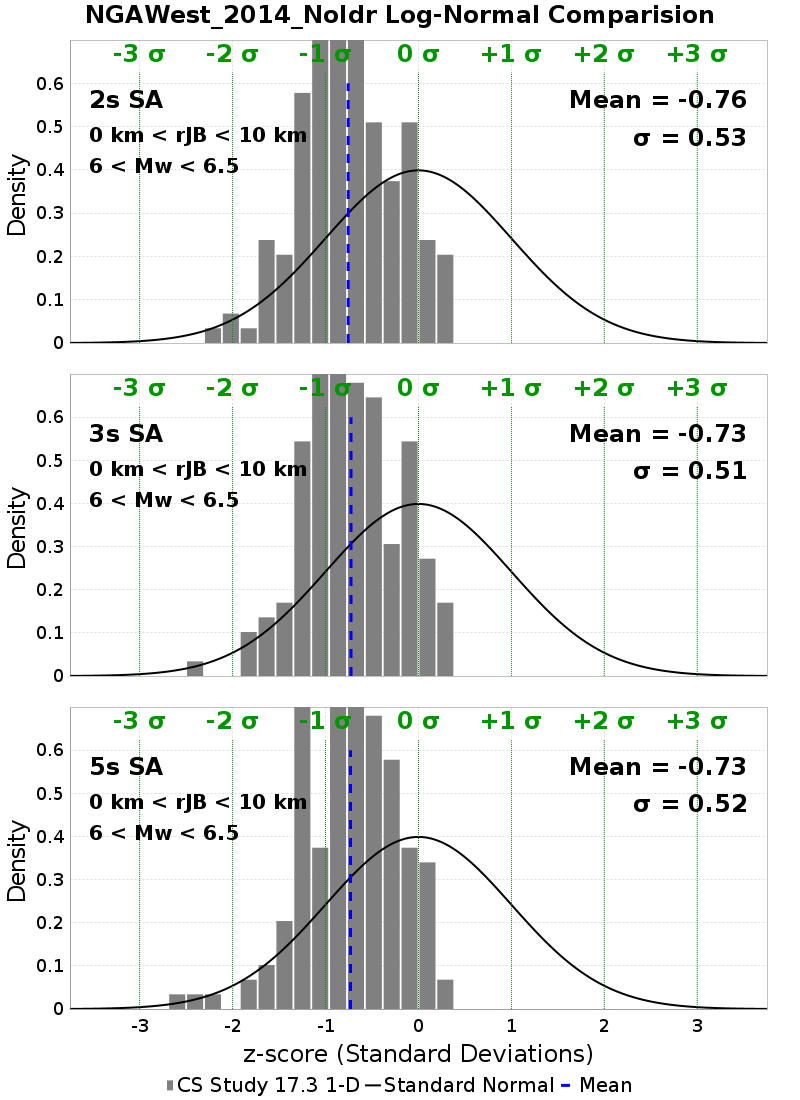 NGAWest_2014_NoIdr Log-Normal Comparision
-3 σ -2 σ -1 σ 0 σ +1 σ +2 σ +3 σ
2s SA
0 km < rJB < 10 km
6 < Mw < 6.5
Mean = -0.76
σ = 0.53
0.6
0.5
0.4
0.3
0.2
0.1
0
Density
-3 σ -2 σ -1 σ 0 σ +1 σ +2 σ +3 σ
3s SA
0 km < rJB < 10 km
6 < Mw < 6.5
Mean = -0.73
σ = 0.51
0.6
0.5
0.4
0.3
0.2
0.1
0
Density
-3 σ -2 σ -1 σ 0 σ +1 σ +2 σ +3 σ
5s SA
0 km < rJB < 10 km
6 < Mw < 6.5
Mean = -0.73
σ = 0.52
0.6
0.5
0.4
0.3
0.2
0.1
0
Density
-3 -2 -1 0 1 2 3
z-score (Standard Deviations)
CS Study 17.3 1-D Standard Normal Mean